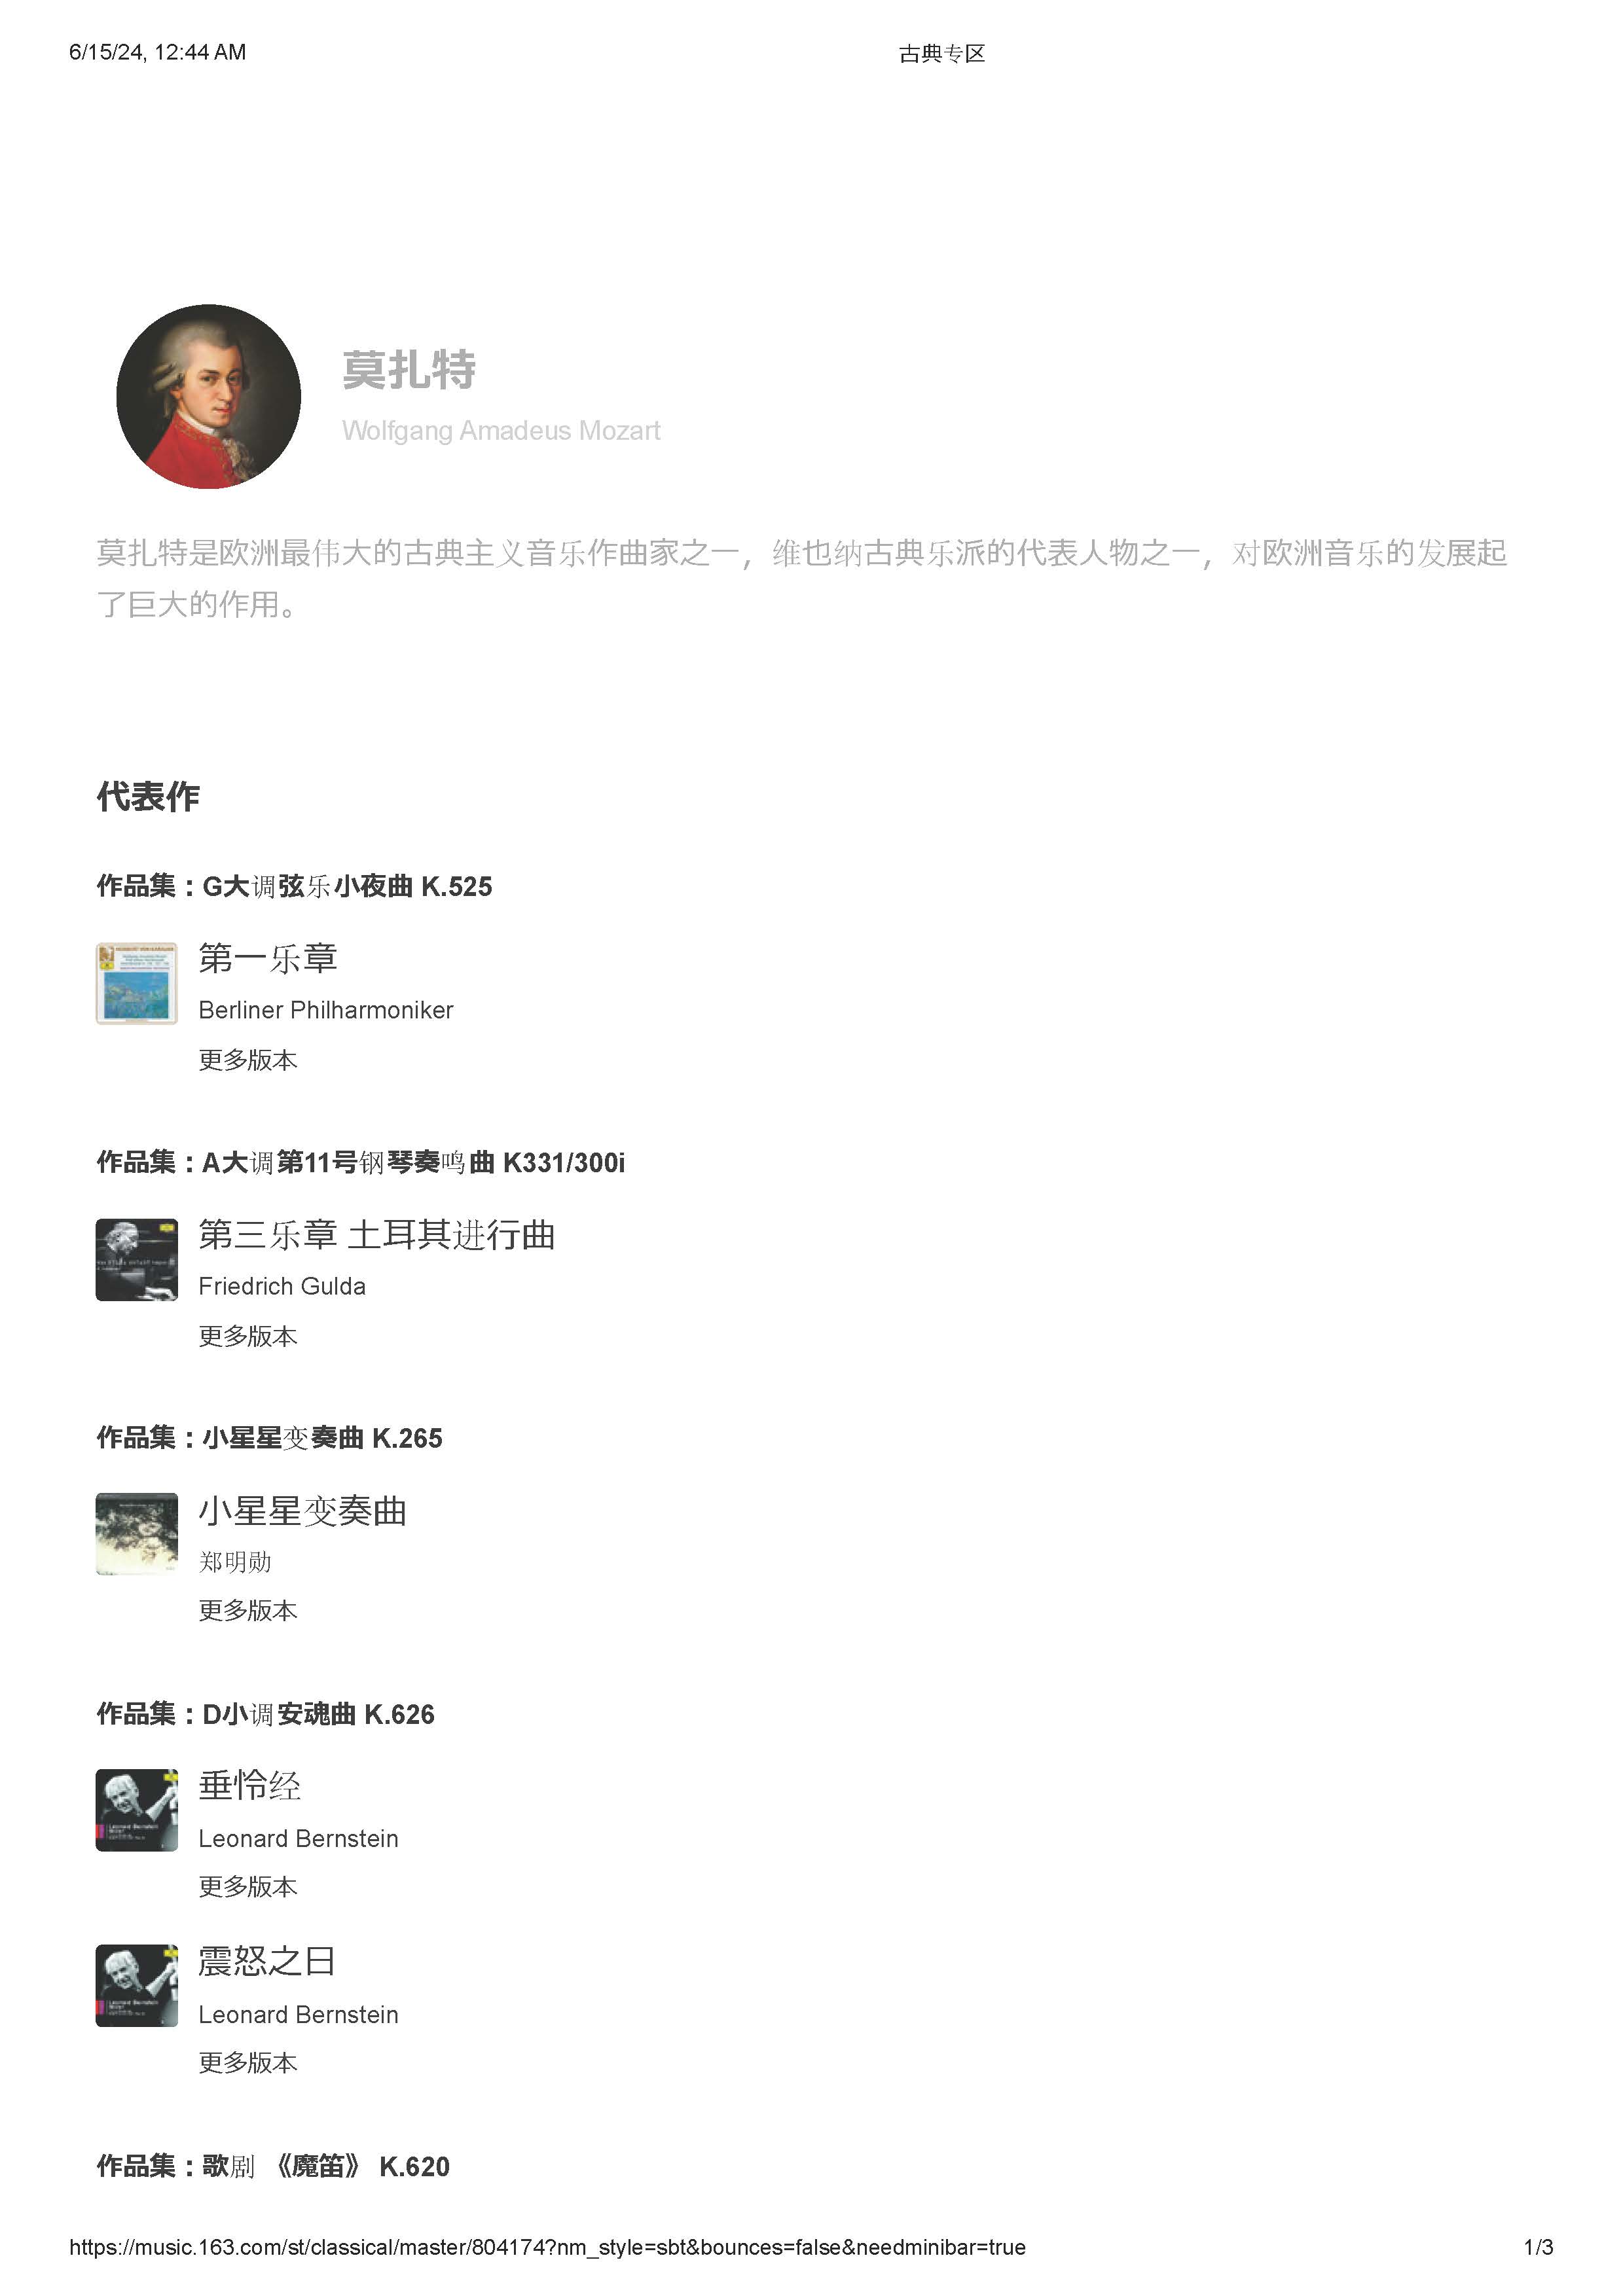 6/15/24, 12:44 AM
古典专区
莫扎特
Wolfgang Amadeus Mozart
莫扎特是欧洲最伟大的古典主义音乐作曲家之一，维也纳古典乐派的代表人物之一，对欧洲音乐的发展起
了巨大的作用。
代表作
作品集：G大调弦乐小夜曲 K.525
第一乐章
Berliner Philharmoniker
更多版本
作品集：A大调第11号钢琴奏鸣曲 K331/300i
第三乐章 土耳其进行曲
Friedrich Gulda
更多版本
作品集：小星星变奏曲 K.265
小星星变奏曲
郑明勋
更多版本
作品集：D小调安魂曲 K.626
垂怜经
Leonard Bernstein
更多版本
震怒之日
Leonard Bernstein
更多版本
作品集：歌剧 《魔笛》 K.620
https://music.163.com/st/classical/master/804174?nm_style=sbt&bounces=false&needminibar=true
1/3